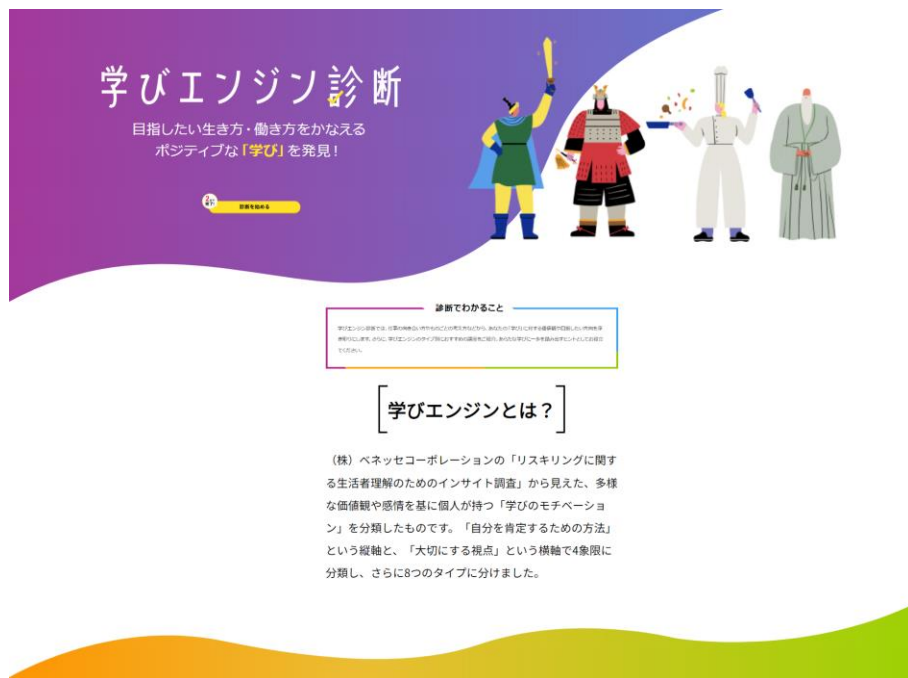 学びエンジン診断
目指したい生き方・働き方をかなえる
ポジティブな「学び」を発見！
診断を始める
診断でわかること
学びエンジンとは？
（株）ベネッセコーポレーションの「リスキリングに関す
る生活者理解のためのインサイト調査」から見えた、多様
な価値観や感情を基に個人が持つ「学びのモチベーショ
ン」を分類したものです。「自分を肯定するための方法」
という縦軸と、「大切にする視点」という横軸で4象限に
分類し、さらに8つのタイプに分けました。